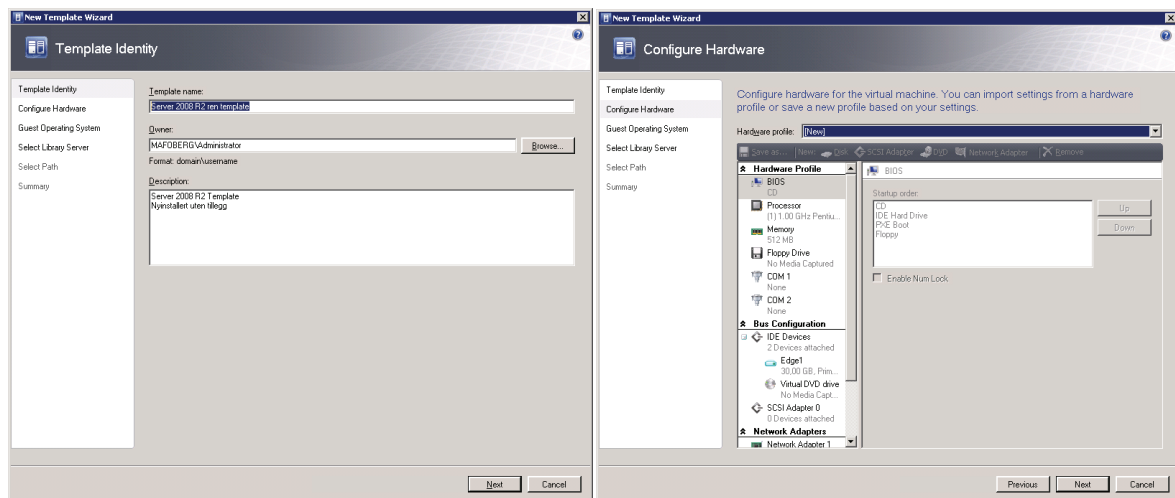 New Template Wizard
Template Identity
Template Identity
Configure Hardware
Guest Operating System
Select Library Server
Select Path
Summary
Template name:
Server 2008 R2 ren template
Owner:
MAFOBERG\Administrator
Browse...
Format: domain\username
Description:
Server 2008 R2 Template
Nyinstallert uten tillegg
Next
Cancel
New Template Wizard
Configure Hardware
Template Identity
Configure Hardware
Guest Operating System
Select Library Server
Select Path
Summary
Configure hardware for the virtual machine. You can import settings from a hardware
profile or save a new profile based on your settings.
Hardware profile:
[New]
Save as...
New:
Disk
SCSI Adapter
DVD
Network Adapter
Remove
Hardware Profile
BIOS
CD
Processor
(1) 1.00 GHz Pentiu...
Memory
512 MB
Floppy Drive
No Media Captured
COM 1
None
COM 2
None
Bus Configuration
IDE Devices
2 Devices attached
Edge1
30,00 GB, Prim...
Virtual DVD drive
No Media Capt...
SCSI Adapter 0
0 Devices attached
Network Adapters
Network Adapter 1
BIOS
Startup order:
CD
IDE Hard Drive
PXE Boot
Floppy
Up
Down
Enable Num Lock
Previous
Next
Cancel